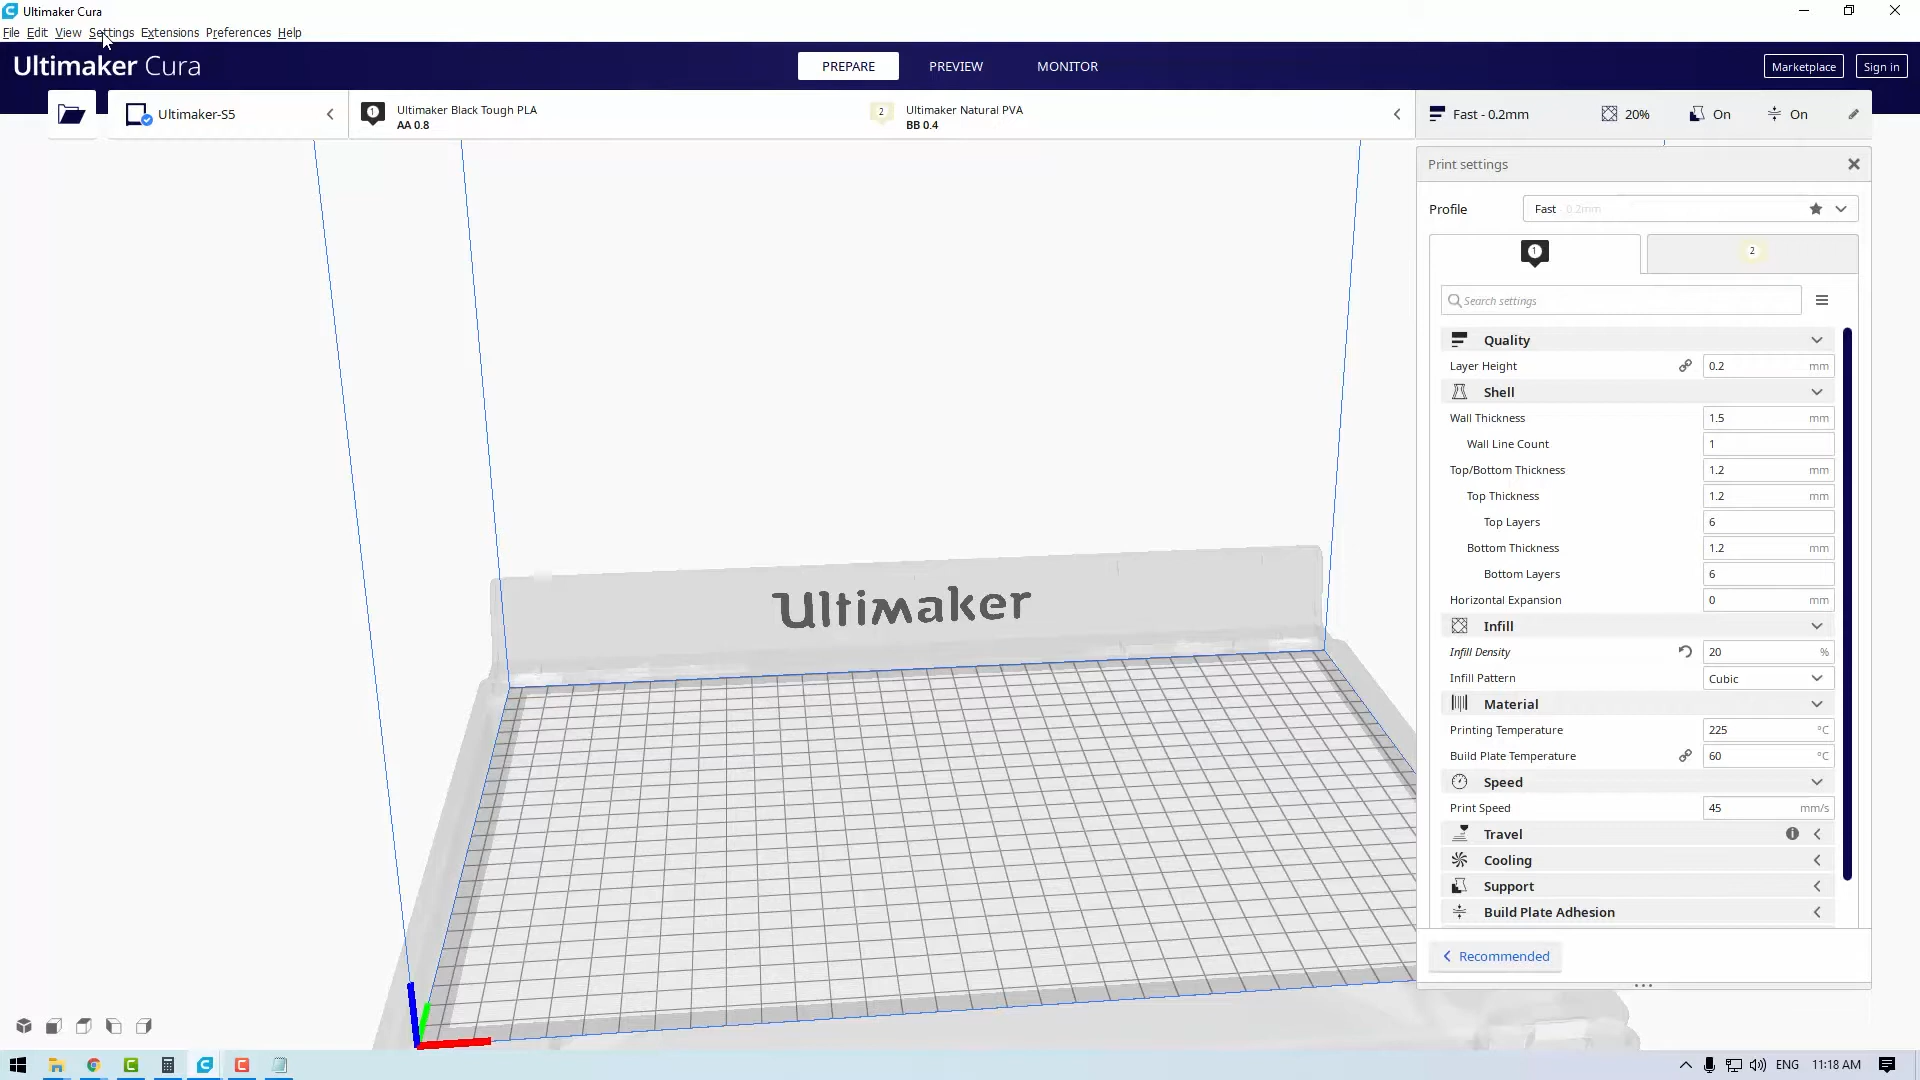 Ultimaker Cura
File Edit View Settings Extensions Preferences Help
Ultimaker Cura
PREPARE
PREVIEW
MONITOR
Marketplace
Sign in
Ultimaker-S5
1
Ultimaker Black Tough PLA
AA 0.8
2
Ultimaker Natural PVA
BB 0.4
Fast - 0.2mm
20%
On
On
Print settings
Profile
Fast - 0.2mm
1
2
Search settings
Quality
Layer Height 0.2 mm
Shell
Wall Thickness 1.5 mm
Wall Line Count 1
Top/Bottom Thickness 1.2 mm
Top Thickness 1.2 mm
Top Layers 6
Bottom Thickness 1.2 mm
Bottom Layers 6
Horizontal Expansion 0 mm
Infill
Infill Density 20 %
Infill Pattern Cubic
Material
Printing Temperature 225 °C
Build Plate Temperature 60 °C
Speed
Print Speed 45 mm/s
Travel
Cooling
Support
Build Plate Adhesion
Recommended
Ultimaker
ENG 11:18 AM